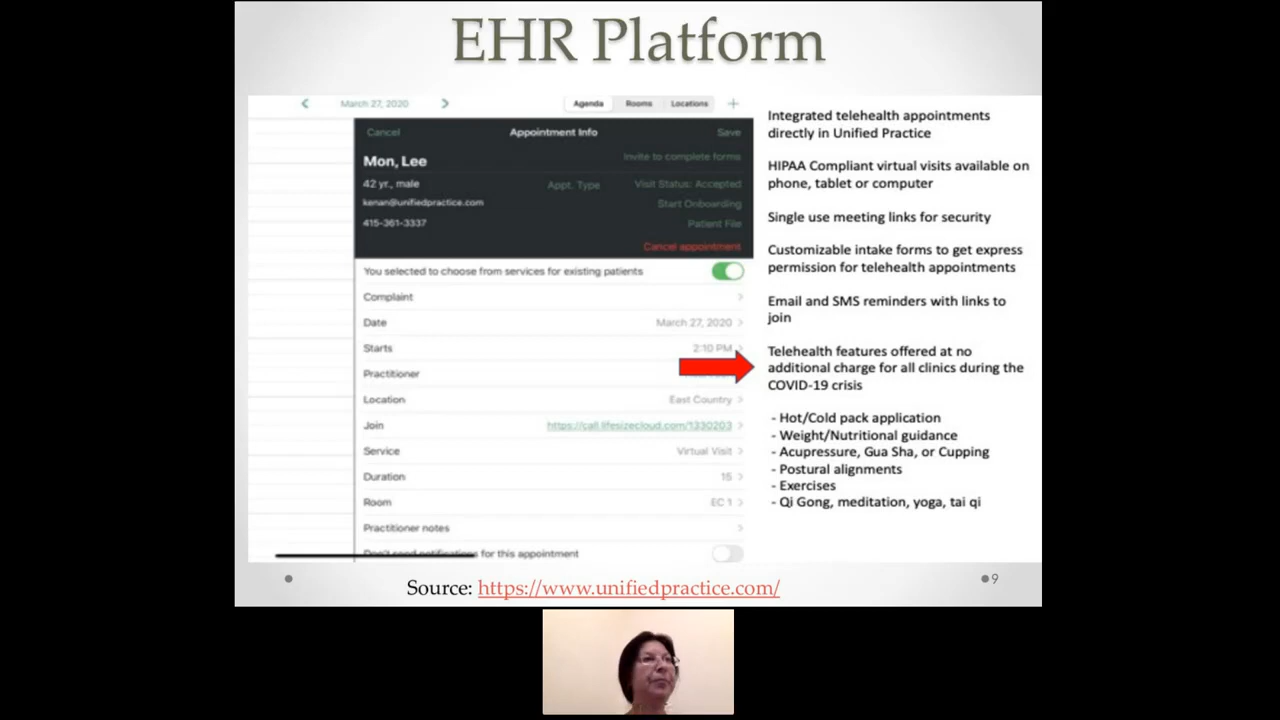 EHR Platform
March 27, 2020
Agenda Rooms Locations
Cancel Appointment Info Save
Mon, Lee
Invite to complete forms
42 yr., male
Appt. Type
Visit Status: Accepted
kenan@unifiedpractice.com
Start Onboarding
415-361-3337
Patient File
Cancel appointment
You selected to choose from services for existing patients
Complaint
Date March 27, 2020
Starts 2:10 PM
Practitioner
Location East Country
Join https://call.lifesizecloud.com/1330203
Service Virtual Visit
Duration 15
Room EC 1
Practitioner notes
Don't send notifications for this appointment
Integrated telehealth appointments
directly in Unified Practice
HIPAA Compliant virtual visits available on
phone, tablet or computer
Single use meeting links for security
Customizable intake forms to get express
permission for telehealth appointments
Email and SMS reminders with links to
join
Telehealth features offered at no
additional charge for all clinics during the
COVID-19 crisis
- Hot/Cold pack application
- Weight/Nutritional guidance
- Acupressure, Gua Sha, or Cupping
- Postural alignments
- Exercises
- Qi Gong, meditation, yoga, tai qi
Source: https://www.unifiedpractice.com/
9